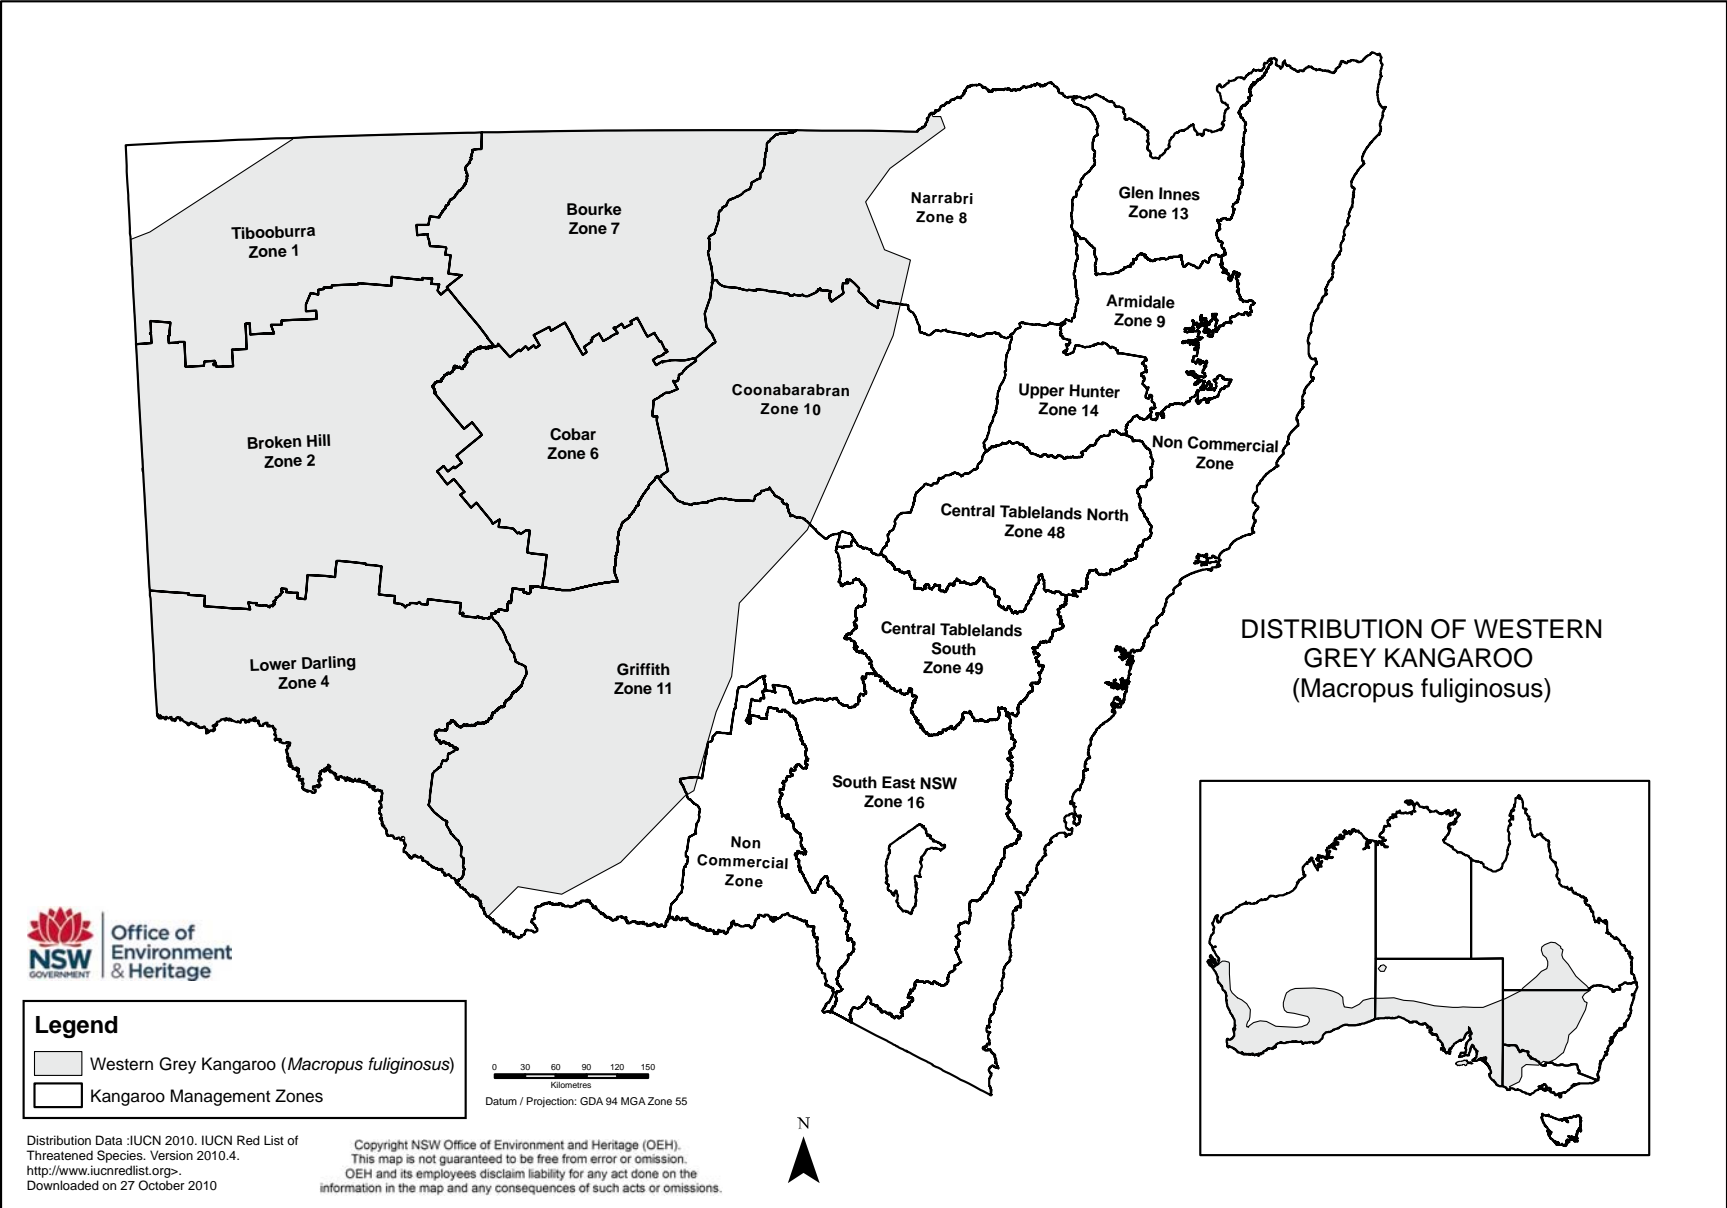 Tibooburra
Zone 1
Bourke
Zone 7
Narrabri
Zone 8
Glen Innes
Zone 13
Armidale
Zone 9
Broken Hill
Zone 2
Cobar
Zone 6
Coonabarabran
Zone 10
Upper Hunter
Zone 14
Non Commercial
Zone
Central Tablelands North
Zone 48
Lower Darling
Zone 4
Griffith
Zone 11
Central Tablelands
South
Zone 49
South East NSW
Zone 16
Non
Commercial
Zone
DISTRIBUTION OF WESTERN
GREY KANGAROO
(Macropus fuliginosus)
NSW
GOVERNMENT
Office of
Environment
& Heritage
Legend
Western Grey Kangaroo (Macropus fuliginosus)
Kangaroo Management Zones
0 30 60 90 120 150
Kilometres
Datum / Projection: GDA 94 MGA Zone 55
N
Distribution Data :IUCN 2010. IUCN Red List of
Threatened Species. Version 2010.4.
http://www.iucnredlist.org>.
Downloaded on 27 October 2010
Copyright NSW Office of Environment and Heritage (OEH).
This map is not guaranteed to be free from error or omission.
OEH and its employees disclaim liability for any act done on the
information in the map and any consequences of such acts or omissions.